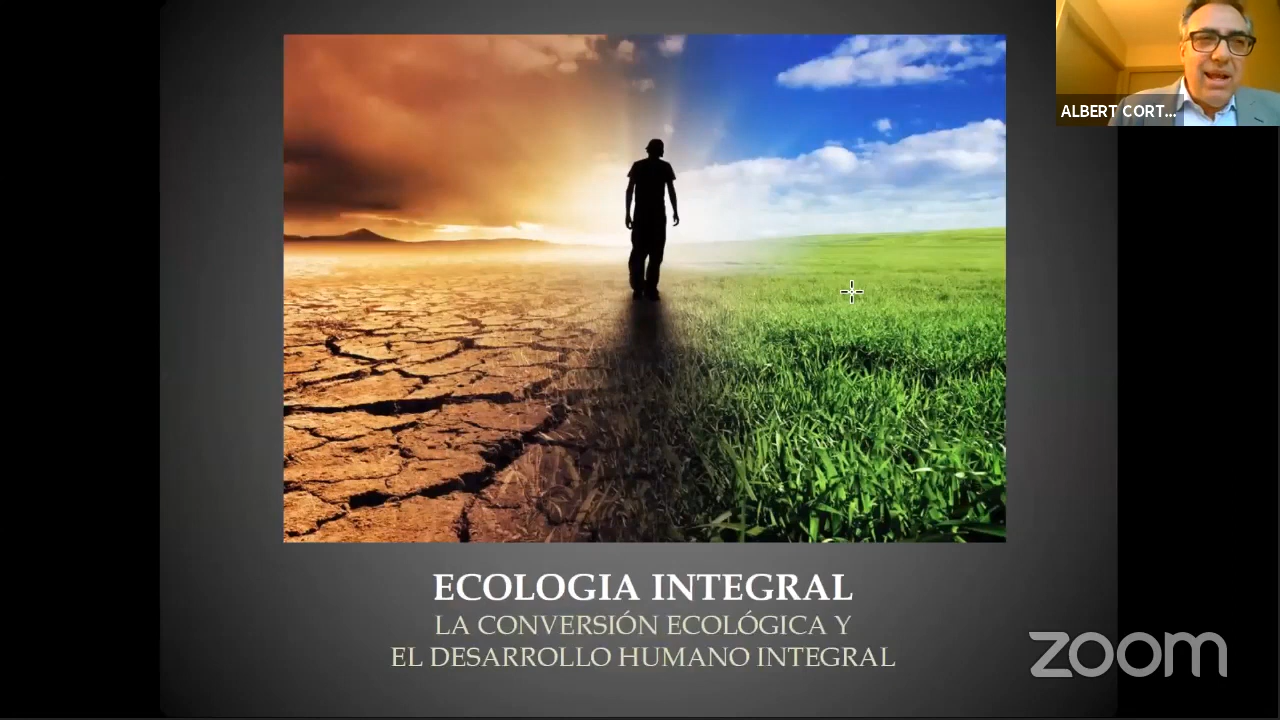 ALBERT CORT...
ECOLOGIA INTEGRAL
LA CONVERSIÓN ECOLÓGICA Y
EL DESARROLLO HUMANO INTEGRAL
zoom